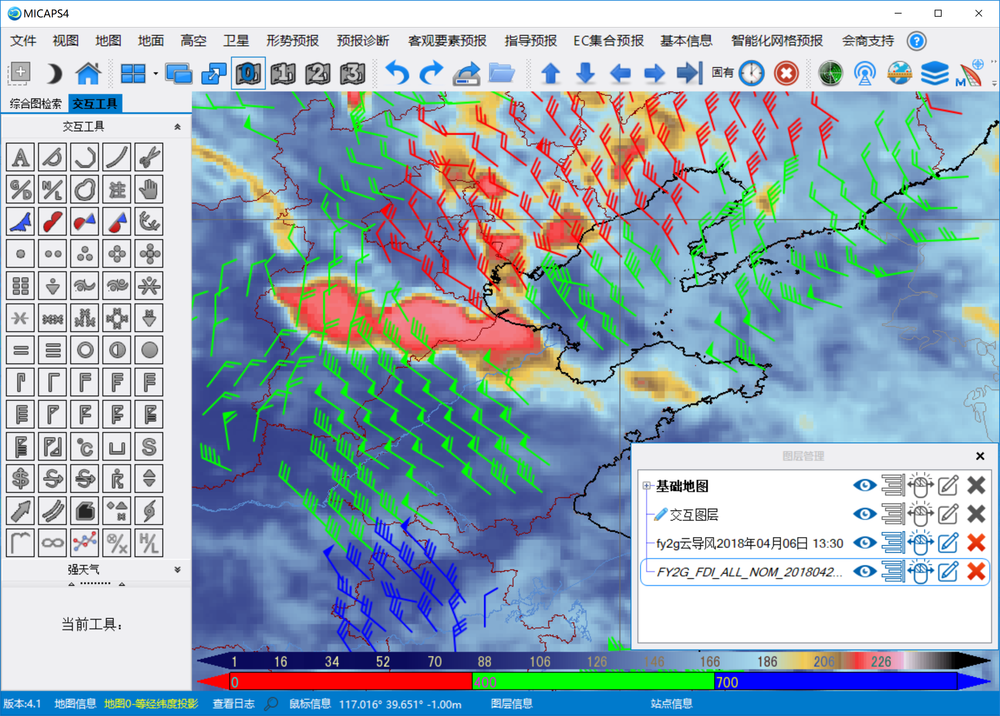 MICAPS4
文件 视图 地图 地面 高空 卫星 形势预报 预报诊断 客观要素预报 指导预报 EC集合预报 基本信息 智能化网格预报 会商支持 ?
0 1 2 3 固有 M
综合图检索 交互工具
交互工具
A
G/D N/L 注
°C S
$
H/L
强天气
当前工具:
图层管理
基础地图
交互图层
fy2g云导风2018年04月06日 13:30
FY2G_FDI_ALL_NOM_2018042...
1 16 34 52 70 88 106 126 146 166 186 206 226
0 400 700
版本:4.1 地图信息 地图0-等经纬度投影 查看日志 鼠标信息 117.016° 39.651° -1.00m 图层信息 站点信息